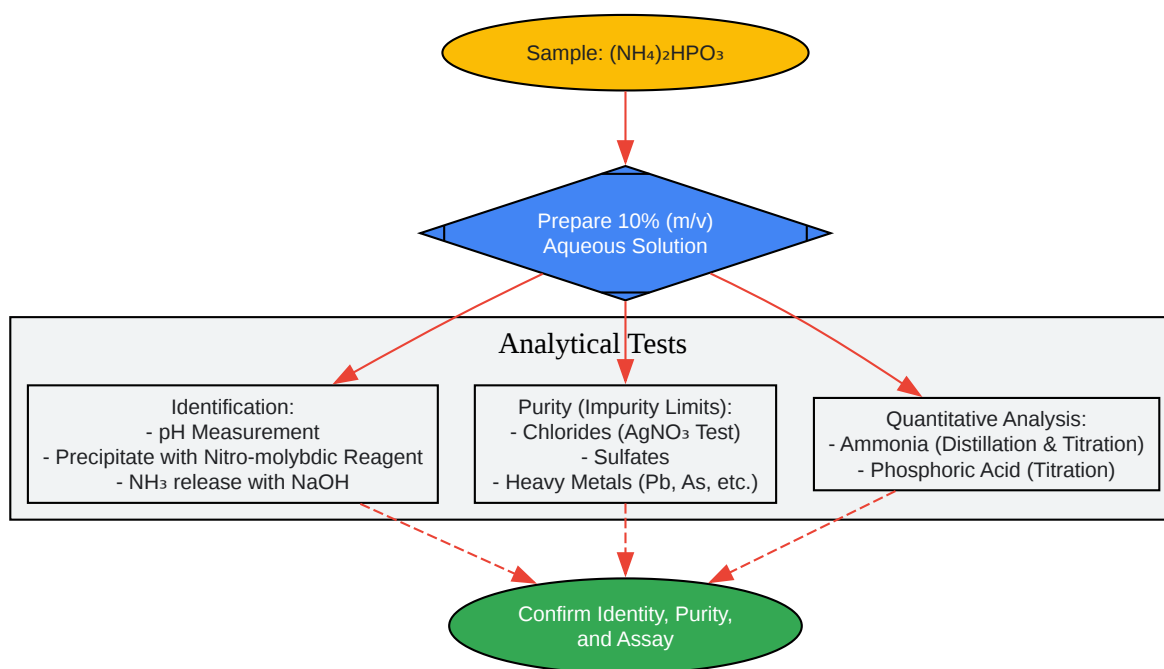 Sample: (NH₄)₂HPO₃
Prepare 10% (m/v)
Aqueous Solution
Analytical Tests
Identification:
- pH Measurement
- Precipitate with Nitro-molybdic Reagent
- NH₃ release with NaOH
Purity (Impurity Limits):
- Chlorides (AgNO₃ Test)
- Sulfates
- Heavy Metals (Pb, As, etc.)
Quantitative Analysis:
- Ammonia (Distillation & Titration)
- Phosphoric Acid (Titration)
Confirm Identity, Purity,
and Assay